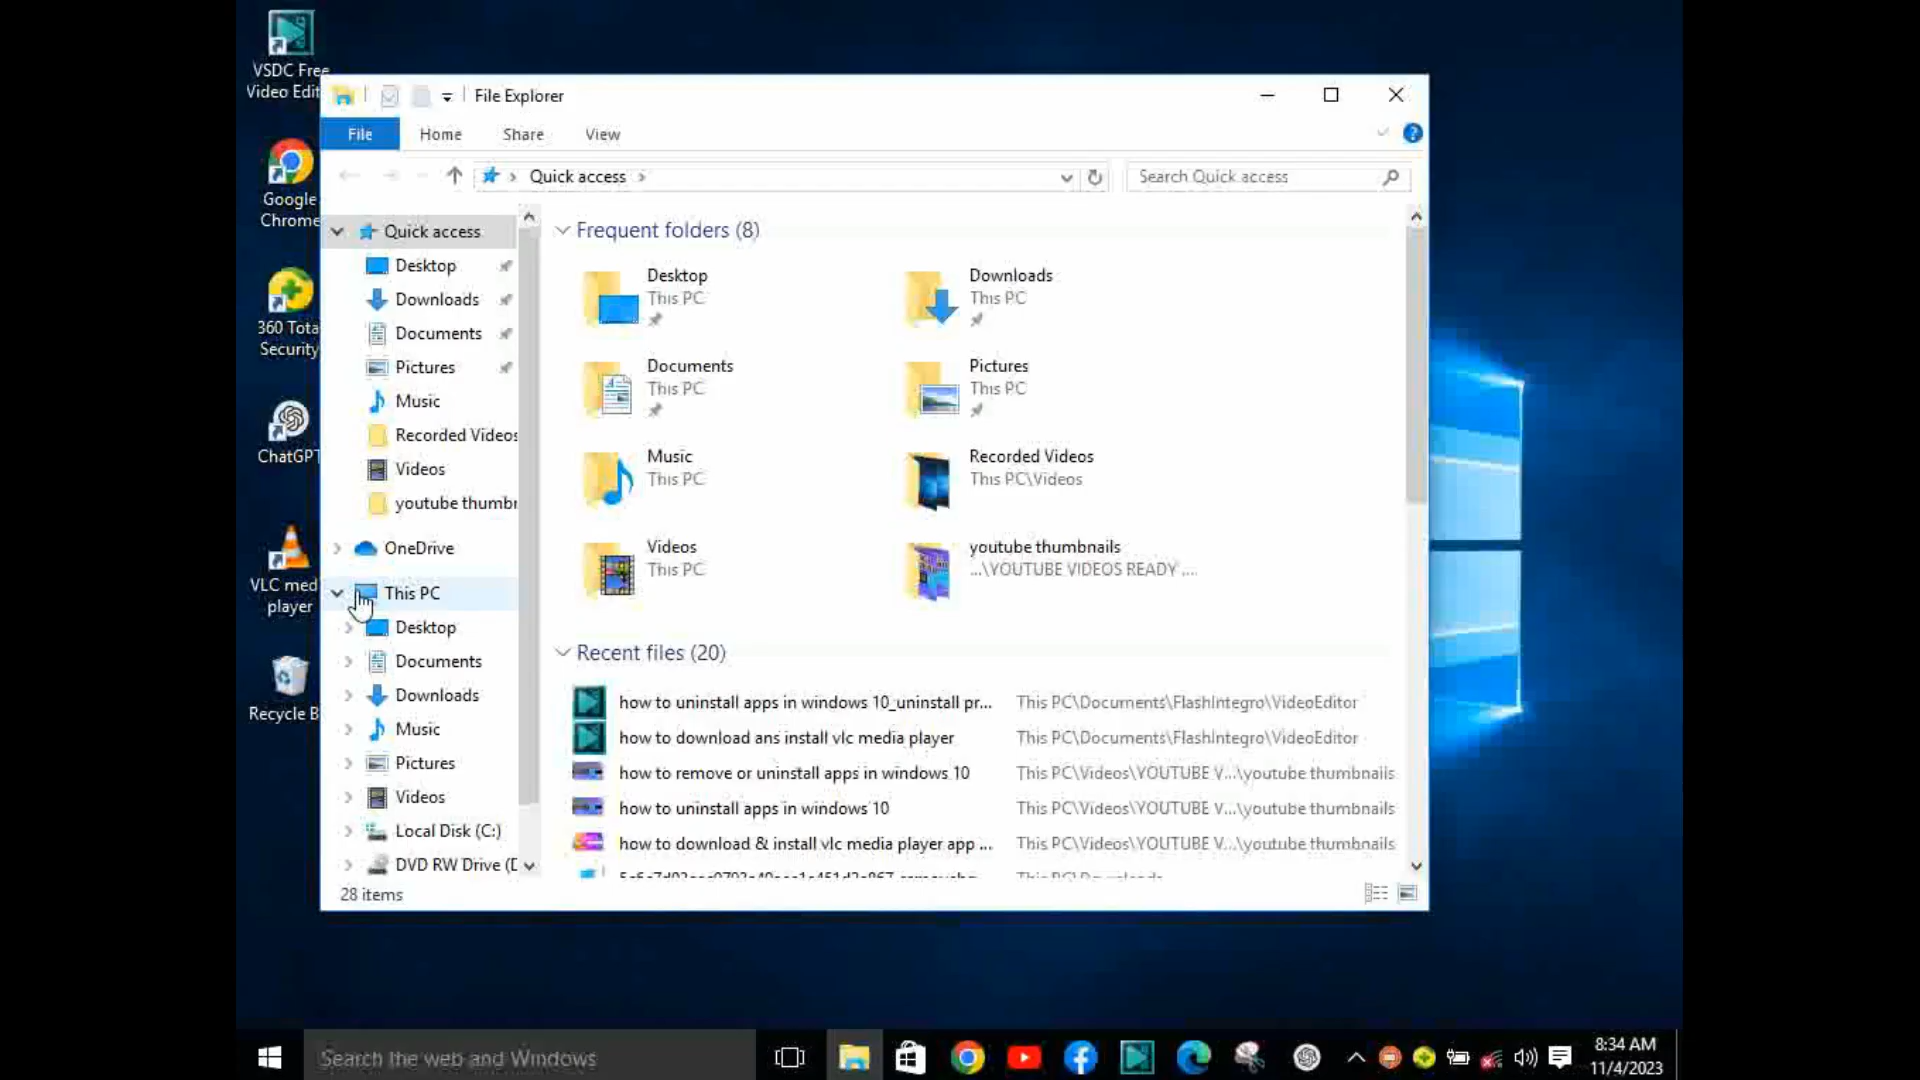 VSDC Free
Video Edit
Google
Chrome
360 Tota
Security
ChatGPT
VLC med
player
Recycle B
File Explorer
File
Home
Share
View
Quick access
Search Quick access
Quick access
Desktop
Downloads
Documents
Pictures
Music
Recorded Videos
Videos
youtube thumbn
OneDrive
This PC
Desktop
Documents
Downloads
Music
Pictures
Videos
Local Disk (C:)
DVD RW Drive (D
28 items
Frequent folders (8)
Desktop
This PC
Downloads
This PC
Documents
This PC
Pictures
This PC
Music
This PC
Recorded Videos
This PC\Videos
Videos
This PC
youtube thumbnails
...\YOUTUBE VIDEOS READY ....
Recent files (20)
how to uninstall apps in windows 10_uninstall pr... This PC\Documents\FlashIntegro\VideoEditor
how to download ans install vlc media player This PC\Documents\FlashIntegro\VideoEditor
how to remove or uninstall apps in windows 10 This PC\Videos\YOUTUBE V...\youtube thumbnails
how to uninstall apps in windows 10 This PC\Videos\YOUTUBE V...\youtube thumbnails
how to download & install vlc media player app ... This PC\Videos\YOUTUBE V...\youtube thumbnails
This PC\Downloads
Search the web and Windows
8:34 AM
11/4/2023